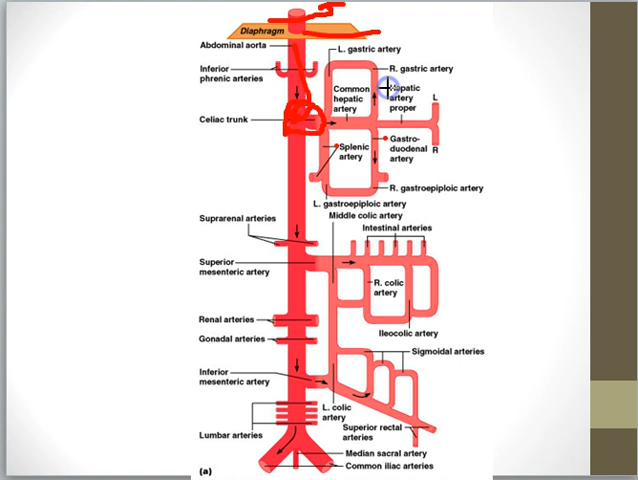 Diaphragm
Abdominal aorta
L. gastric artery
Inferior
phrenic arteries
R. gastric artery
Common
hepatic
artery
Hepatic
artery
proper
L
Celiac trunk
R
Splenic
artery
Gastro-
duodenal
artery
R. gastroepiploic artery
L. gastroepiploic artery
Middle colic artery
Suprarenal arteries
Intestinal arteries
Superior
mesenteric artery
R. colic
artery
Renal arteries
Ileocolic artery
Gonadal arteries
Sigmoidal arteries
Inferior
mesenteric artery
L. colic
artery
Superior rectal
arteries
Lumbar arteries
Median sacral artery
Common iliac arteries
(a)